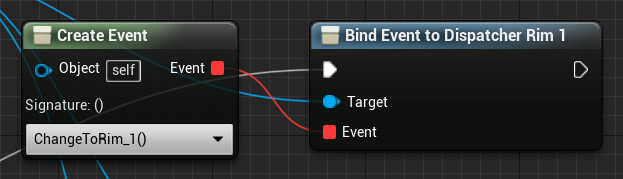 Create Event
Object self Event
Signature: ()
ChangeToRim_1()
Bind Event to Dispatcher Rim 1
Target
Event